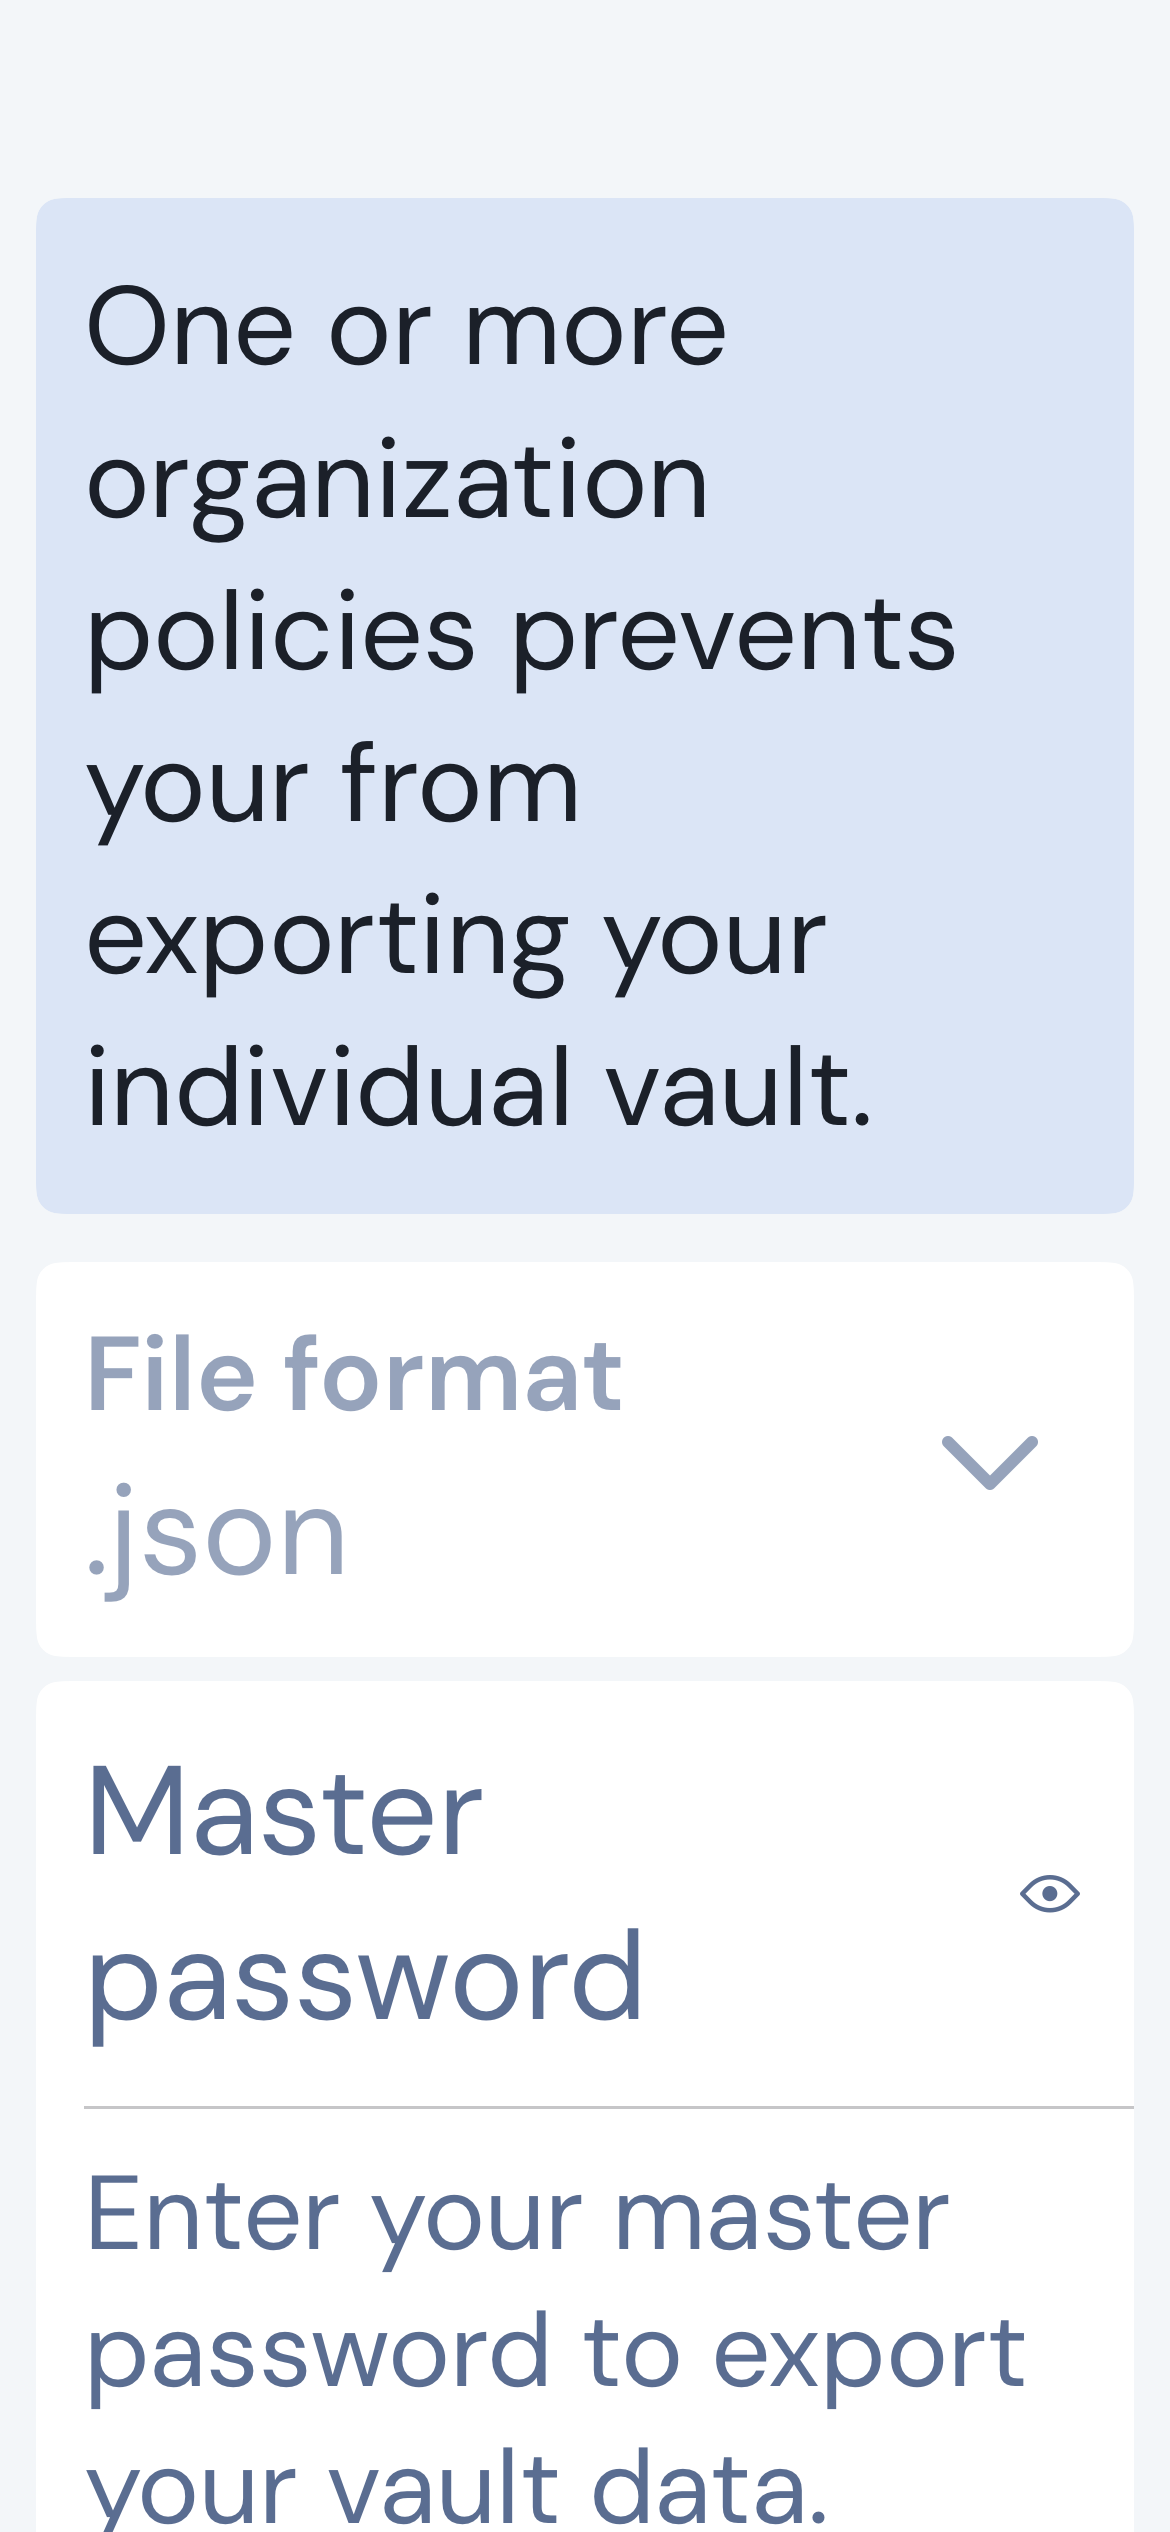 One or more
organization
policies prevents
your from
exporting your
individual vault.
File format
.json
Master
password
Enter your master
password to export
your vault data.